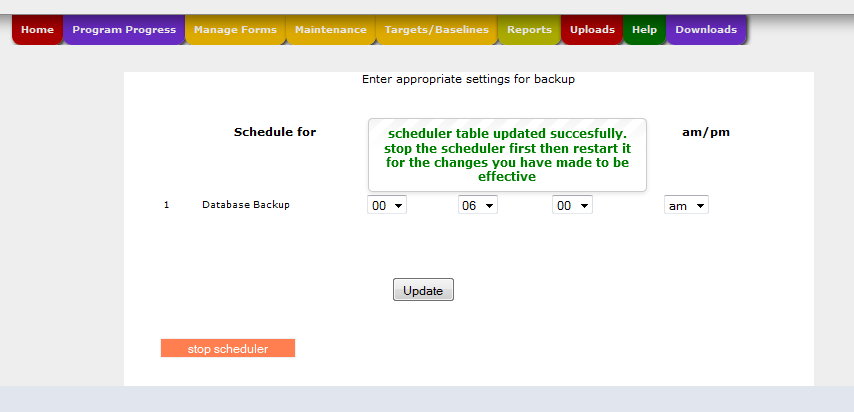 Home Program Progress Manage Forms Maintenance Targets/Baselines Reports Uploads Help Downloads
Enter appropriate settings for backup
Schedule for
scheduler table updated succesfully.
stop the scheduler first then restart it
for the changes you have made to be
effective
am/pm
1 Database Backup 00 06 00 am
Update
stop scheduler